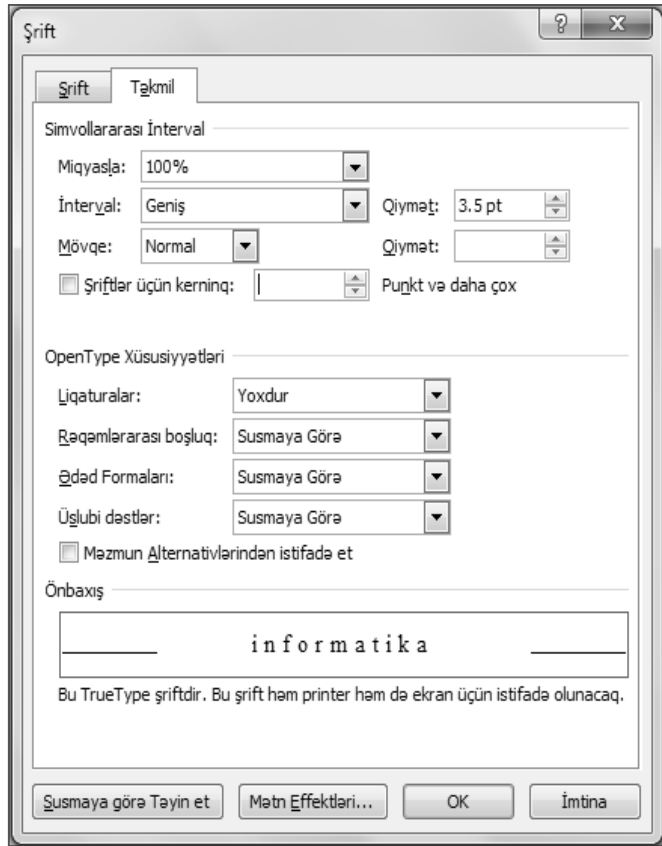 Şrift
Şrift Təkmil
Simvollararası İnterval
Miqyasla: 100%
İnterval: Geniş Qiymət: 3.5 pt
Mövqe: Normal Qiymət:
Şriftlər üçün kerninq: Punkt və daha çox
OpenType Xüsusiyyətləri
Liqaturalar: Yoxdur
Rəqəmlərarası boşluq: Susmaya Görə
Ədəd Formaları: Susmaya Görə
Üslubi dəstlər: Susmaya Görə
Məzmun Alternativlərindən istifadə et
Önbaxış
informatika
Bu TrueType şriftdir. Bu şrift həm printer həm də ekran üçün istifadə olunacaq.
Susmaya görə Təyin et Mətn Effektləri... OK İmtina